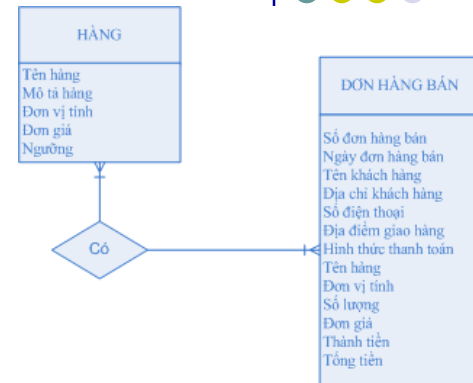 HÀNG
Tên hàng
Mô tả hàng
Đơn vị tính
Đơn giá
Ngưỡng
Có
ĐƠN HÀNG BÁN
Số đơn hàng bán
Ngày đơn hàng bán
Tên khách hàng
Địa chỉ khách hàng
Số điện thoại
Địa điểm giao hàng
Hình thức thanh toán
Tên hàng
Đơn vị tính
Số lượng
Đơn giá
Thành tiền
Tổng tiền